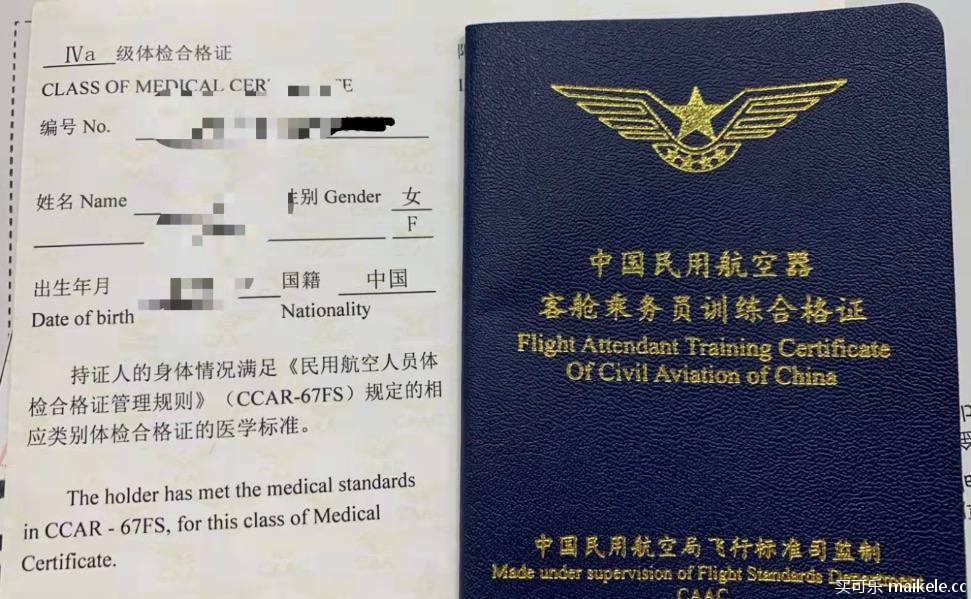 Ⅳa 级体检合格证
CLASS OF MEDICAL CER
编号 No.
姓名 Name 性别 Gender 女
F
出生年月 国籍 中国
Date of birth Nationality
持证人的身体情况满足《民用航空人员体
检合格证管理规则》（CCAR-67FS）规定的相
应类别体检合格证的医学标准。
The holder has met the medical standards
in CCAR - 67FS, for this class of Medical
Certificate.
中国民用航空器
客舱乘务员训练合格证
Flight Attendant Training Certificate
Of Civil Aviation of China
中国民用航空局飞行标准司监制
Made under supervision of Flight Standards Department
CAAC
买可乐 maikele.cc